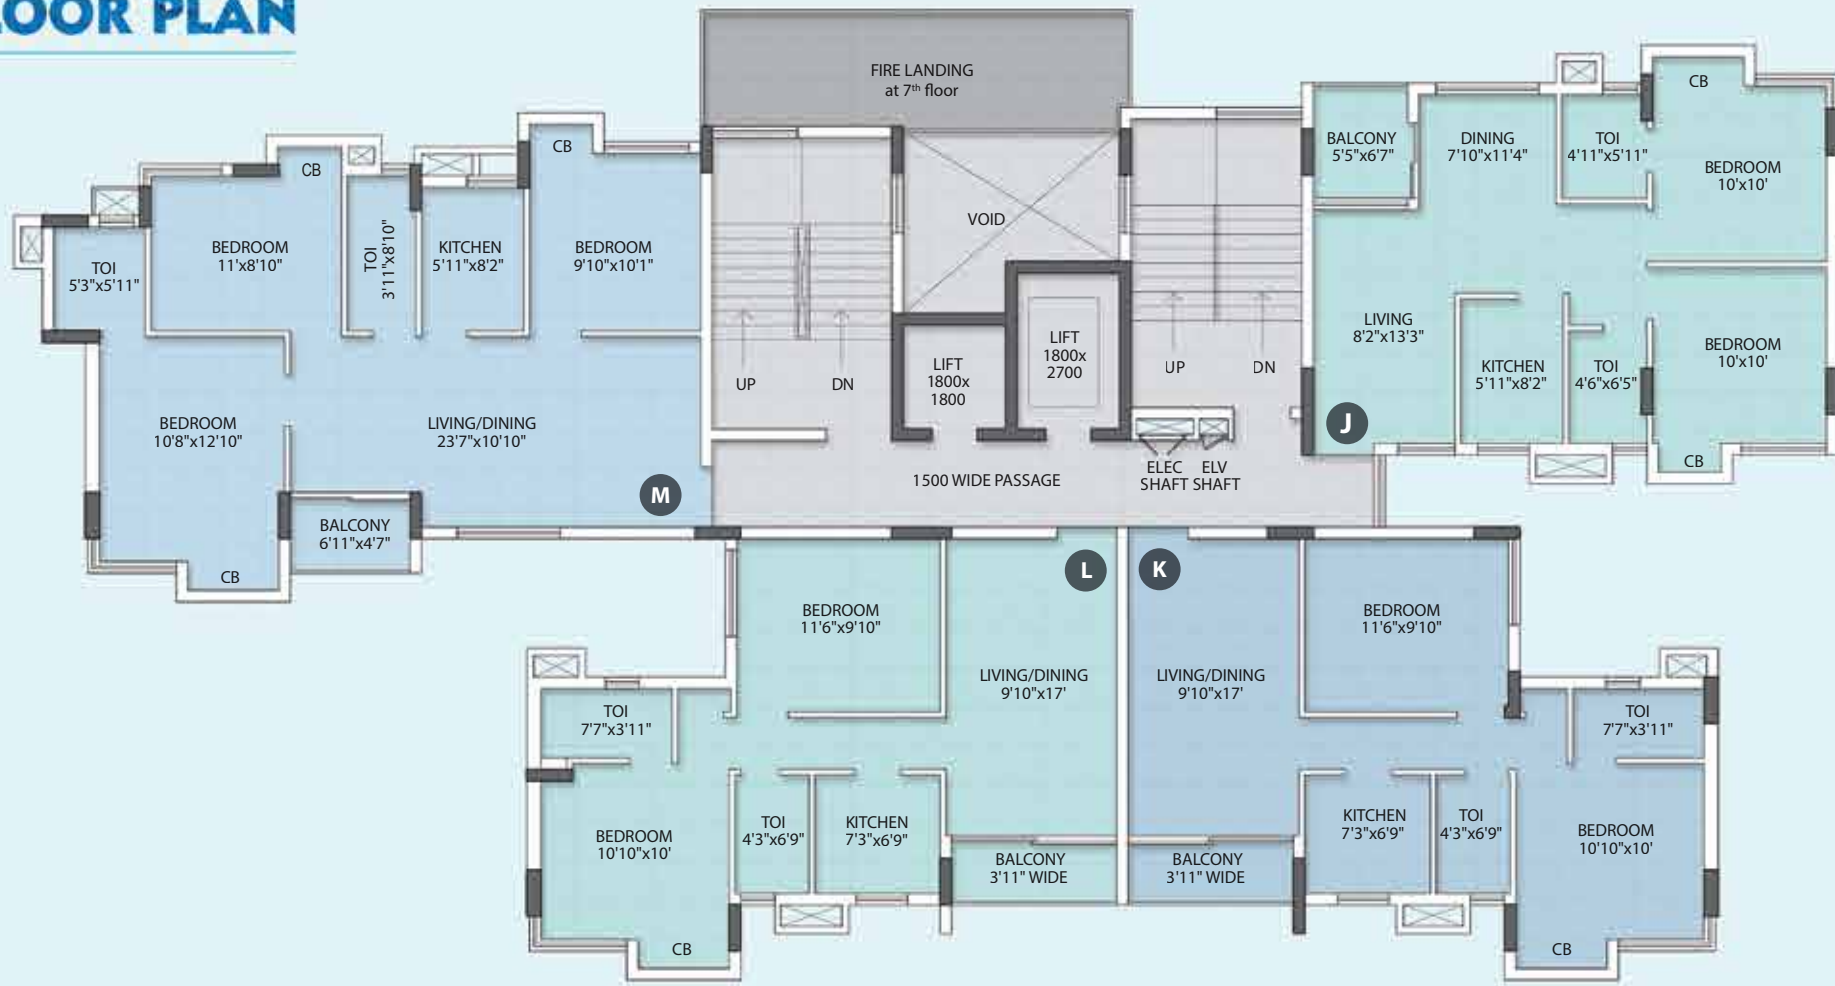 FLOOR PLAN
FIRE LANDING
at 7th floor
VOID
LIFT
1800x
1800
LIFT
1800x
2700
UP
DN
UP
DN
1500 WIDE PASSAGE
ELEC
SHAFT
ELV
SHAFT
CB
CB
TOI
5'3"x5'11"
BEDROOM
11'x8'10"
TOI
3'11"x8'10"
KITCHEN
5'11"x8'2"
BEDROOM
9'10"x10'1"
BEDROOM
10'8"x12'10"
LIVING/DINING
23'7"x10'10"
M
BALCONY
6'11"x4'7"
CB
BALCONY
5'5"x6'7"
DINING
7'10"x11'4"
TOI
4'11"x5'11"
CB
BEDROOM
10'x10'
LIVING
8'2"x13'3"
KITCHEN
5'11"x8'2"
TOI
4'6"x6'5"
BEDROOM
10'x10'
J
CB
L
BEDROOM
11'6"x9'10"
LIVING/DINING
9'10"x17'
TOI
7'7"x3'11"
BEDROOM
10'10"x10'
TOI
4'3"x6'9"
KITCHEN
7'3"x6'9"
BALCONY
3'11" WIDE
CB
K
LIVING/DINING
9'10"x17'
BEDROOM
11'6"x9'10"
TOI
7'7"x3'11"
KITCHEN
7'3"x6'9"
TOI
4'3"x6'9"
BEDROOM
10'10"x10'
BALCONY
3'11" WIDE
CB